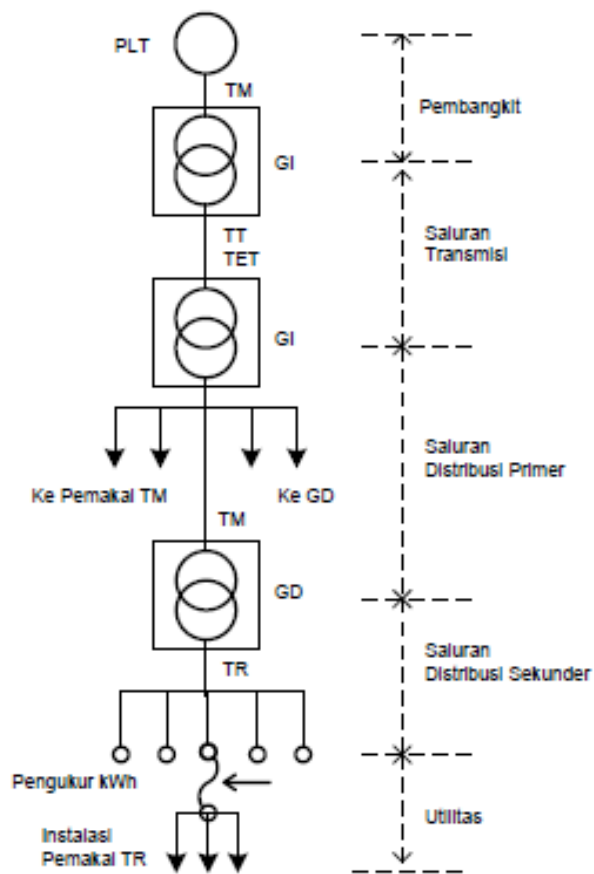 PLT
TM
Pembangkit
GI
TT
TET
Saluran
Transmisi
GI
Ke Pemakai TM
Ke GD
Saluran
Distribusi Primer
TM
GD
TR
Saluran
Distribusi Sekunder
Pengukur kWh
Instalasi
Pemakai TR
Utilitas